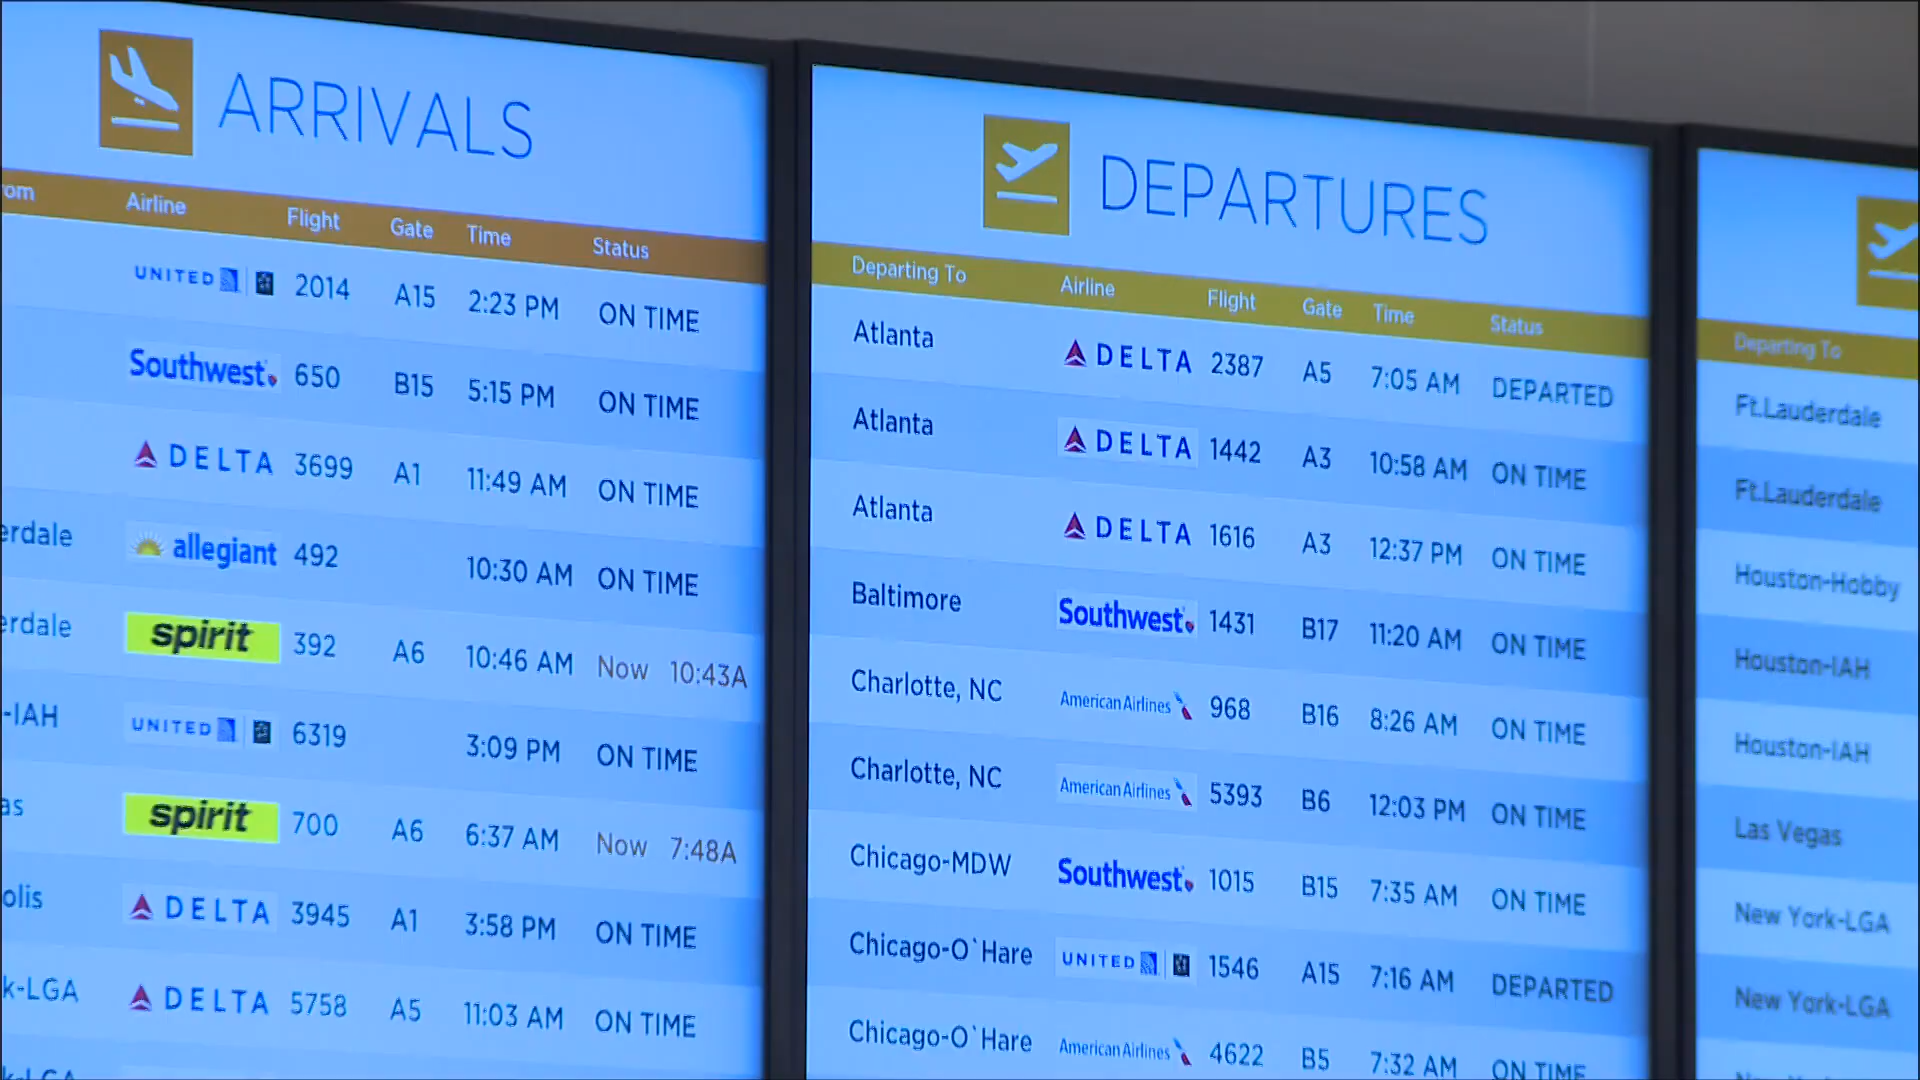 ARRIVALS
Airline Flight Gate Time Status
UNITED 2014 A15 2:23 PM ON TIME
Southwest 650 B15 5:15 PM ON TIME
DELTA 3699 A1 11:49 AM ON TIME
erdale allegiant 492 10:30 AM ON TIME
erdale spirit 392 A6 10:46 AM Now 10:43A
-IAH UNITED 6319 3:09 PM ON TIME
as spirit 700 A6 6:37 AM Now 7:48A
olis DELTA 3945 A1 3:58 PM ON TIME
k-LGA DELTA 5758 A5 11:03 AM ON TIME
DEPARTURES
Departing To Airline Flight Gate Time Status
Atlanta DELTA 2387 A5 7:05 AM DEPARTED
Atlanta DELTA 1442 A3 10:58 AM ON TIME
Atlanta DELTA 1616 A3 12:37 PM ON TIME
Baltimore Southwest 1431 B17 11:20 AM ON TIME
Charlotte, NC American Airlines 968 B16 8:26 AM ON TIME
Charlotte, NC American Airlines 5393 B6 12:03 PM ON TIME
Chicago-MDW Southwest 1015 B15 7:35 AM ON TIME
Chicago-O`Hare UNITED 1546 A15 7:16 AM DEPARTED
Chicago-O`Hare American Airlines 4622 B5 7:32 AM ON TIME
Departing To
Ft.Lauderdale
Ft.Lauderdale
Houston-Hobby
Houston-IAH
Houston-IAH
Las Vegas
New York-LGA
New York-LGA